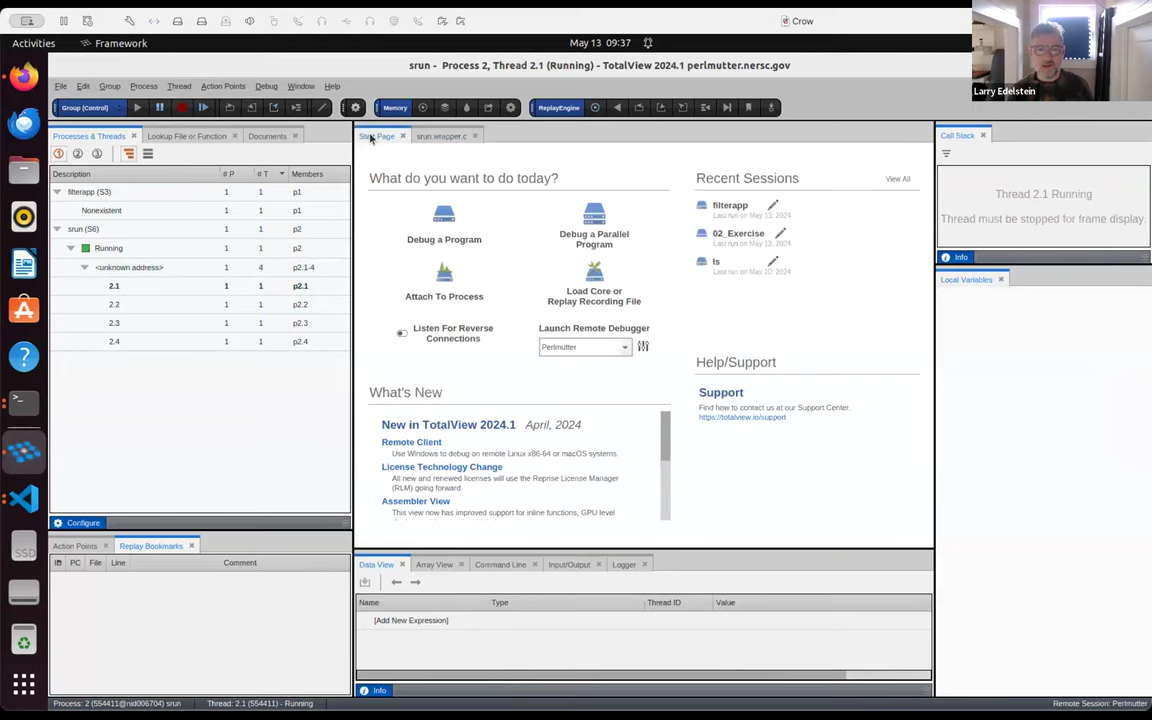 Crow
Activities
Framework
May 13 09:37
Larry Edelstein
srun - Process 2, Thread 2.1 (Running) - TotalView 2024.1 perlmutter.nersc.gov
File Edit Group Process Thread Action Points Debug Window Help
Group (Control)
Memory
ReplayEngine
Processes & Threads
Lookup File or Function
Documents
Description # P # T Members
filterapp (S3) 1 1 p1
Nonexistent 1 1 p1
srun (S6) 1 1 p2
Running 1 1 p2
<unknown address> 1 4 p2.1-4
2.1 1 1 p2.1
2.2 1 1 p2.2
2.3 1 1 p2.3
2.4 1 1 p2.4
Configure
Action Points
Replay Bookmarks
ID PC File Line Comment
Start Page
srun.wrapper.c
What do you want to do today?
Debug a Program
Debug a Parallel
Program
Attach To Process
Load Core or
Replay Recording File
Listen For Reverse
Connections
Launch Remote Debugger
Perlmutter
What's New
New in TotalView 2024.1 April, 2024
Remote Client
Use Windows to debug on remote Linux x86-64 or macOS systems.
License Technology Change
All new and renewed licenses will use the Reprise License Manager
(RLM) going forward.
Assembler View
This view now has improved support for inline functions, GPU level
Recent Sessions
View All
filterapp
Last run on May 13, 2024
02_Exercise
Last run on May 13, 2024
ls
Last run on May 10, 2024
Help/Support
Support
Find how to contact us at our Support Center.
https://totalview.io/support
Data View
Array View
Command Line
Input/Output
Logger
Name Type Thread ID Value
[Add New Expression]
Info
Call Stack
Thread 2.1 Running
Thread must be stopped for frame display.
Info
Local Variables
SSD
Process: 2 (554411@nid006704) srun
Thread: 2.1 (554411) - Running
Remote Session: Perlmutter